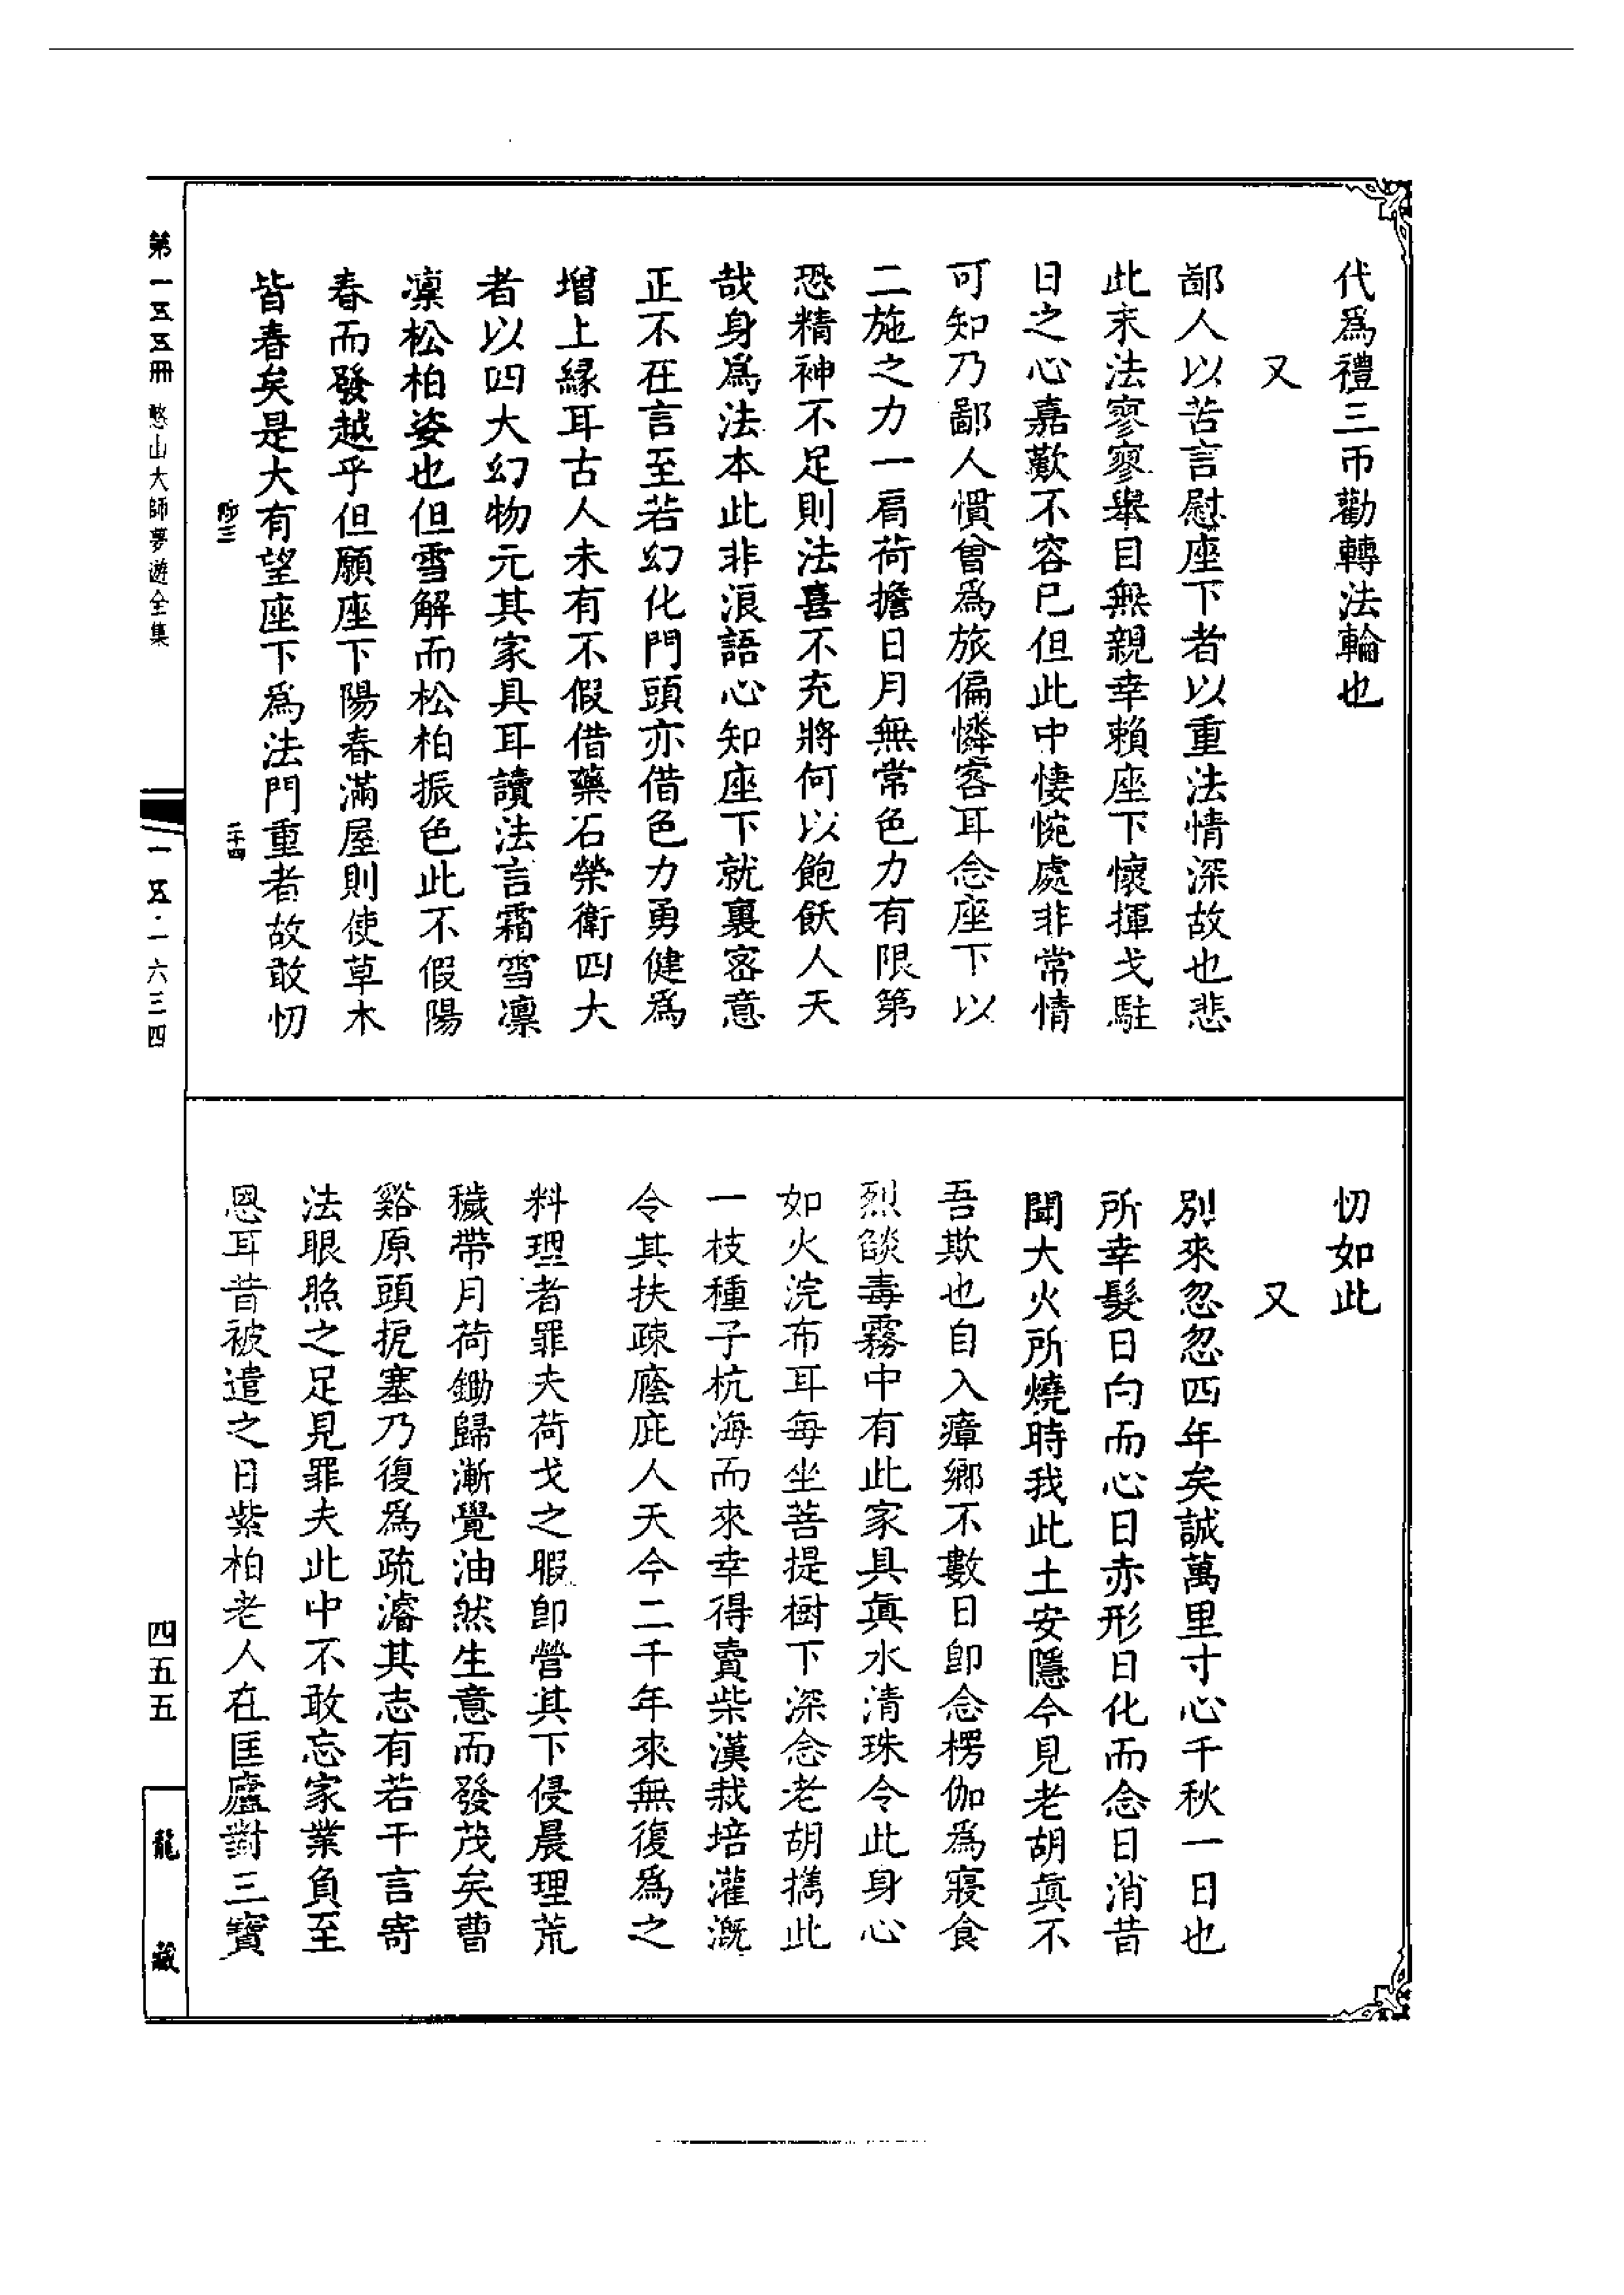 代爲禮三帀勸轉法輪也
又
鄙人以苦言慰座下者以重法情深故也悲
此末法寥寥舉目無親幸賴座下懷揮戈駐
日之心嘉歎不容已但此中悽惋處非常情
可知乃鄙人慣曾爲旅偏憐客耳念座下以
二施之力一肩荷擔日月無常色力有限第
恐精神不足則法喜不充將何以飽飫人天
哉身爲法本此非浪語心知座下就裏密意
正不在言至若幻化門頭亦借色力勇健爲
增上緣耳古人未有不假借藥石榮衛四大
者以四大幻物元其家具耳讀法言霜雪凛
凛松柏姿也但雪解而松柏振色此不假陽
春而發越乎但願座下陽春滿屋則使草木
皆春矣是大有望座下爲法門重者故敢忉
忉如此
又
別來忽忽四年矣誠萬里寸心千秋一日也
所幸髮日向而心日赤形日化而念日消昔
聞大火所燒時我此土安隱今見老胡眞不
吾欺也自入瘴鄉不數日卽念楞伽爲寢食
烈燄毒霧中有此家具眞水清珠令此身心
如火浣布耳每坐菩提樹下深念老胡攜此
一枝種子杭海而來幸得賣柴漢栽培灌溉
令其扶疎廕庇人天今二千年來無復爲之
料理者罪夫荷戈之暇卽營其下侵晨理荒
穢帶月荷鋤歸漸覺油然生意而發茂矣曹
谿原頭捤塞乃復爲疏濬其志有若干言寄
法眼照之足見罪夫此中不敢忘家業負至
恩耳昔被遣之日紫柏老人在匡廬對三寶
第一五五冊 憨山大師夢遊全集
二十四
一五·一六三四
四五五
龍藏